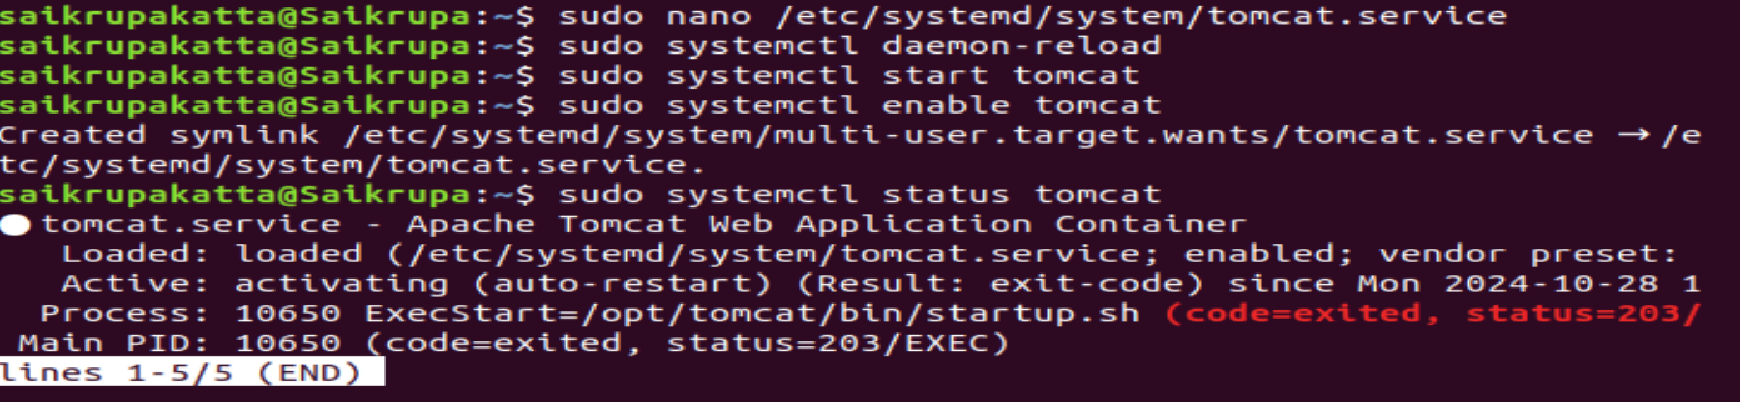 saikrupakatta@Saikrupa:~$ sudo nano /etc/systemd/system/tomcat.service
saikrupakatta@Saikrupa:~$ sudo systemctl daemon-reload
saikrupakatta@Saikrupa:~$ sudo systemctl start tomcat
saikrupakatta@Saikrupa:~$ sudo systemctl enable tomcat
Created symlink /etc/systemd/system/multi-user.target.wants/tomcat.service → /e
tc/systemd/system/tomcat.service.
saikrupakatta@Saikrupa:~$ sudo systemctl status tomcat
● tomcat.service - Apache Tomcat Web Application Container
Loaded: loaded (/etc/systemd/system/tomcat.service; enabled; vendor preset:
Active: activating (auto-restart) (Result: exit-code) since Mon 2024-10-28 1
Process: 10650 ExecStart=/opt/tomcat/bin/startup.sh (code=exited, status=203/
Main PID: 10650 (code=exited, status=203/EXEC)
lines 1-5/5 (END)